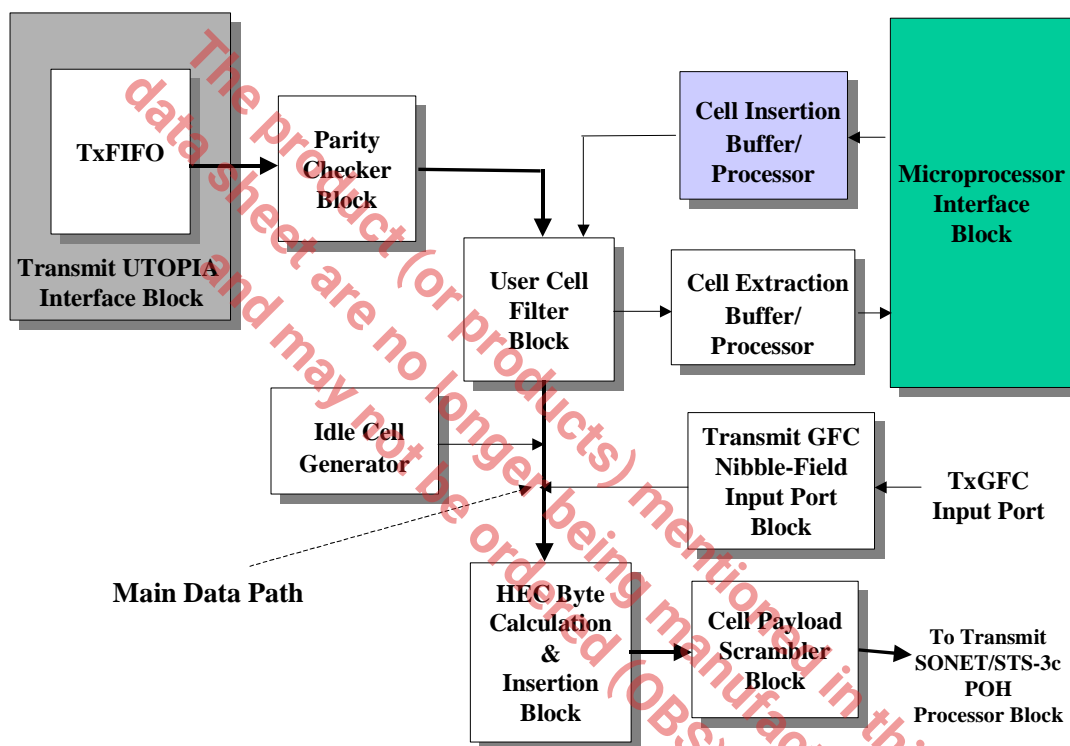 TxFIFO
Transmit UTOPIA
Interface Block
Parity
Checker
Block
Cell Insertion
Buffer/
Processor
Microprocessor
Interface
Block
User Cell
Filter
Block
Cell Extraction
Buffer/
Processor
Idle Cell
Generator
Transmit GFC
Nibble-Field
Input Port
Block
TxGFC
Input Port
Main Data Path
HEC Byte
Calculation
&
Insertion
Block
Cell Payload
Scrambler
Block
To Transmit
SONET/STS-3c
POH
Processor Block
The product (or products) mentioned in this
data sheet are no longer being manufac
and may not be ordered (OBS)